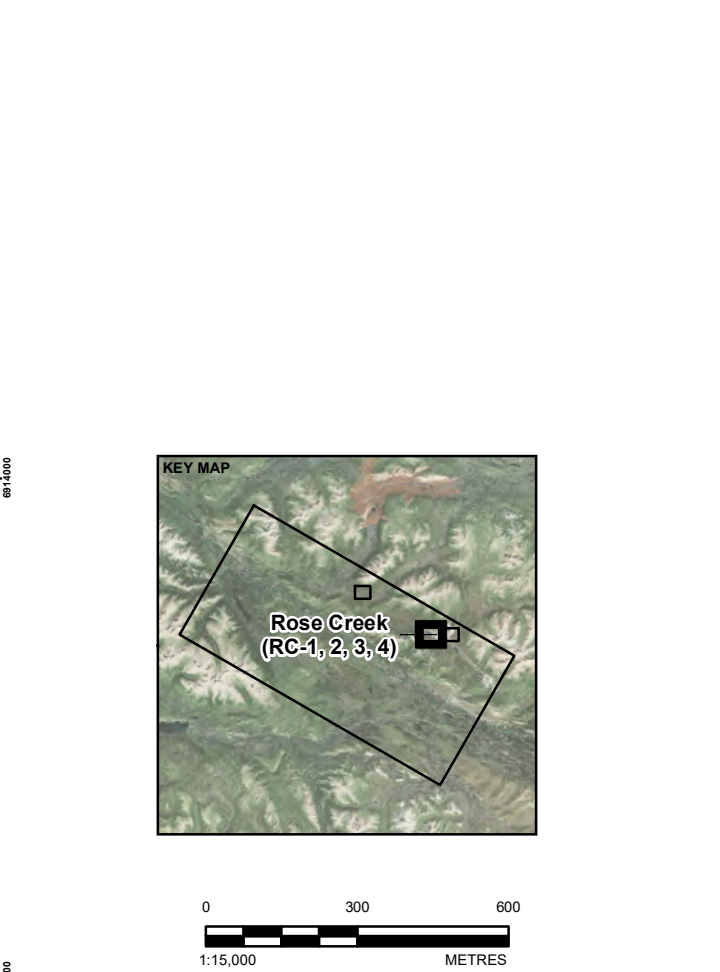 6914000
KEY MAP
Rose Creek
(RC-1, 2, 3, 4)
0 300 600
1:15,000 METRES
00